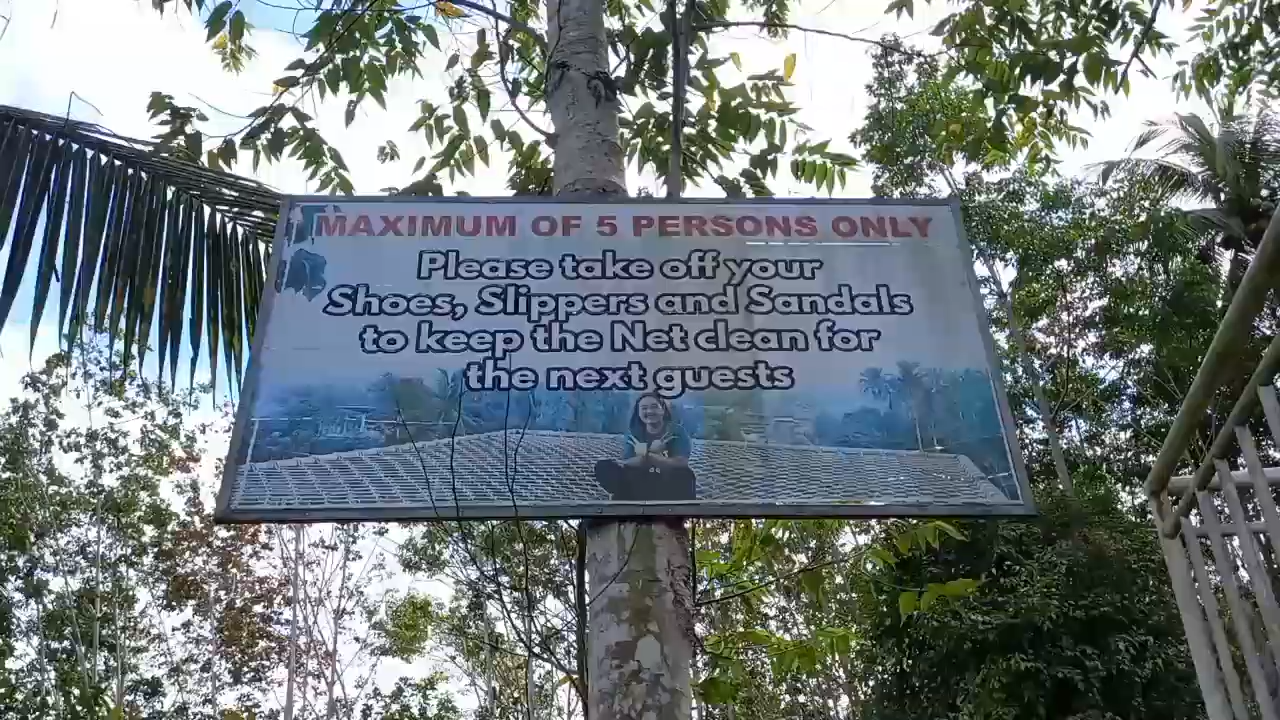 MAXIMUM OF 5 PERSONS ONLY
Please take off your
Shoes, Slippers and Sandals
to keep the Net clean for
the next guests